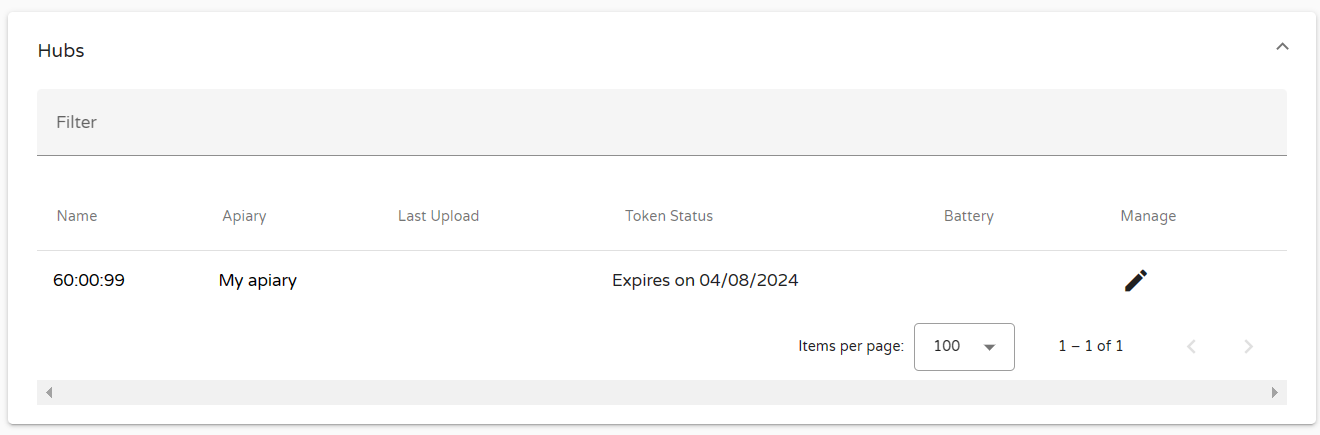 Hubs
Filter
Name Apiary Last Upload Token Status Battery Manage
60:00:99 My apiary Expires on 04/08/2024
Items per page: 100 1 – 1 of 1